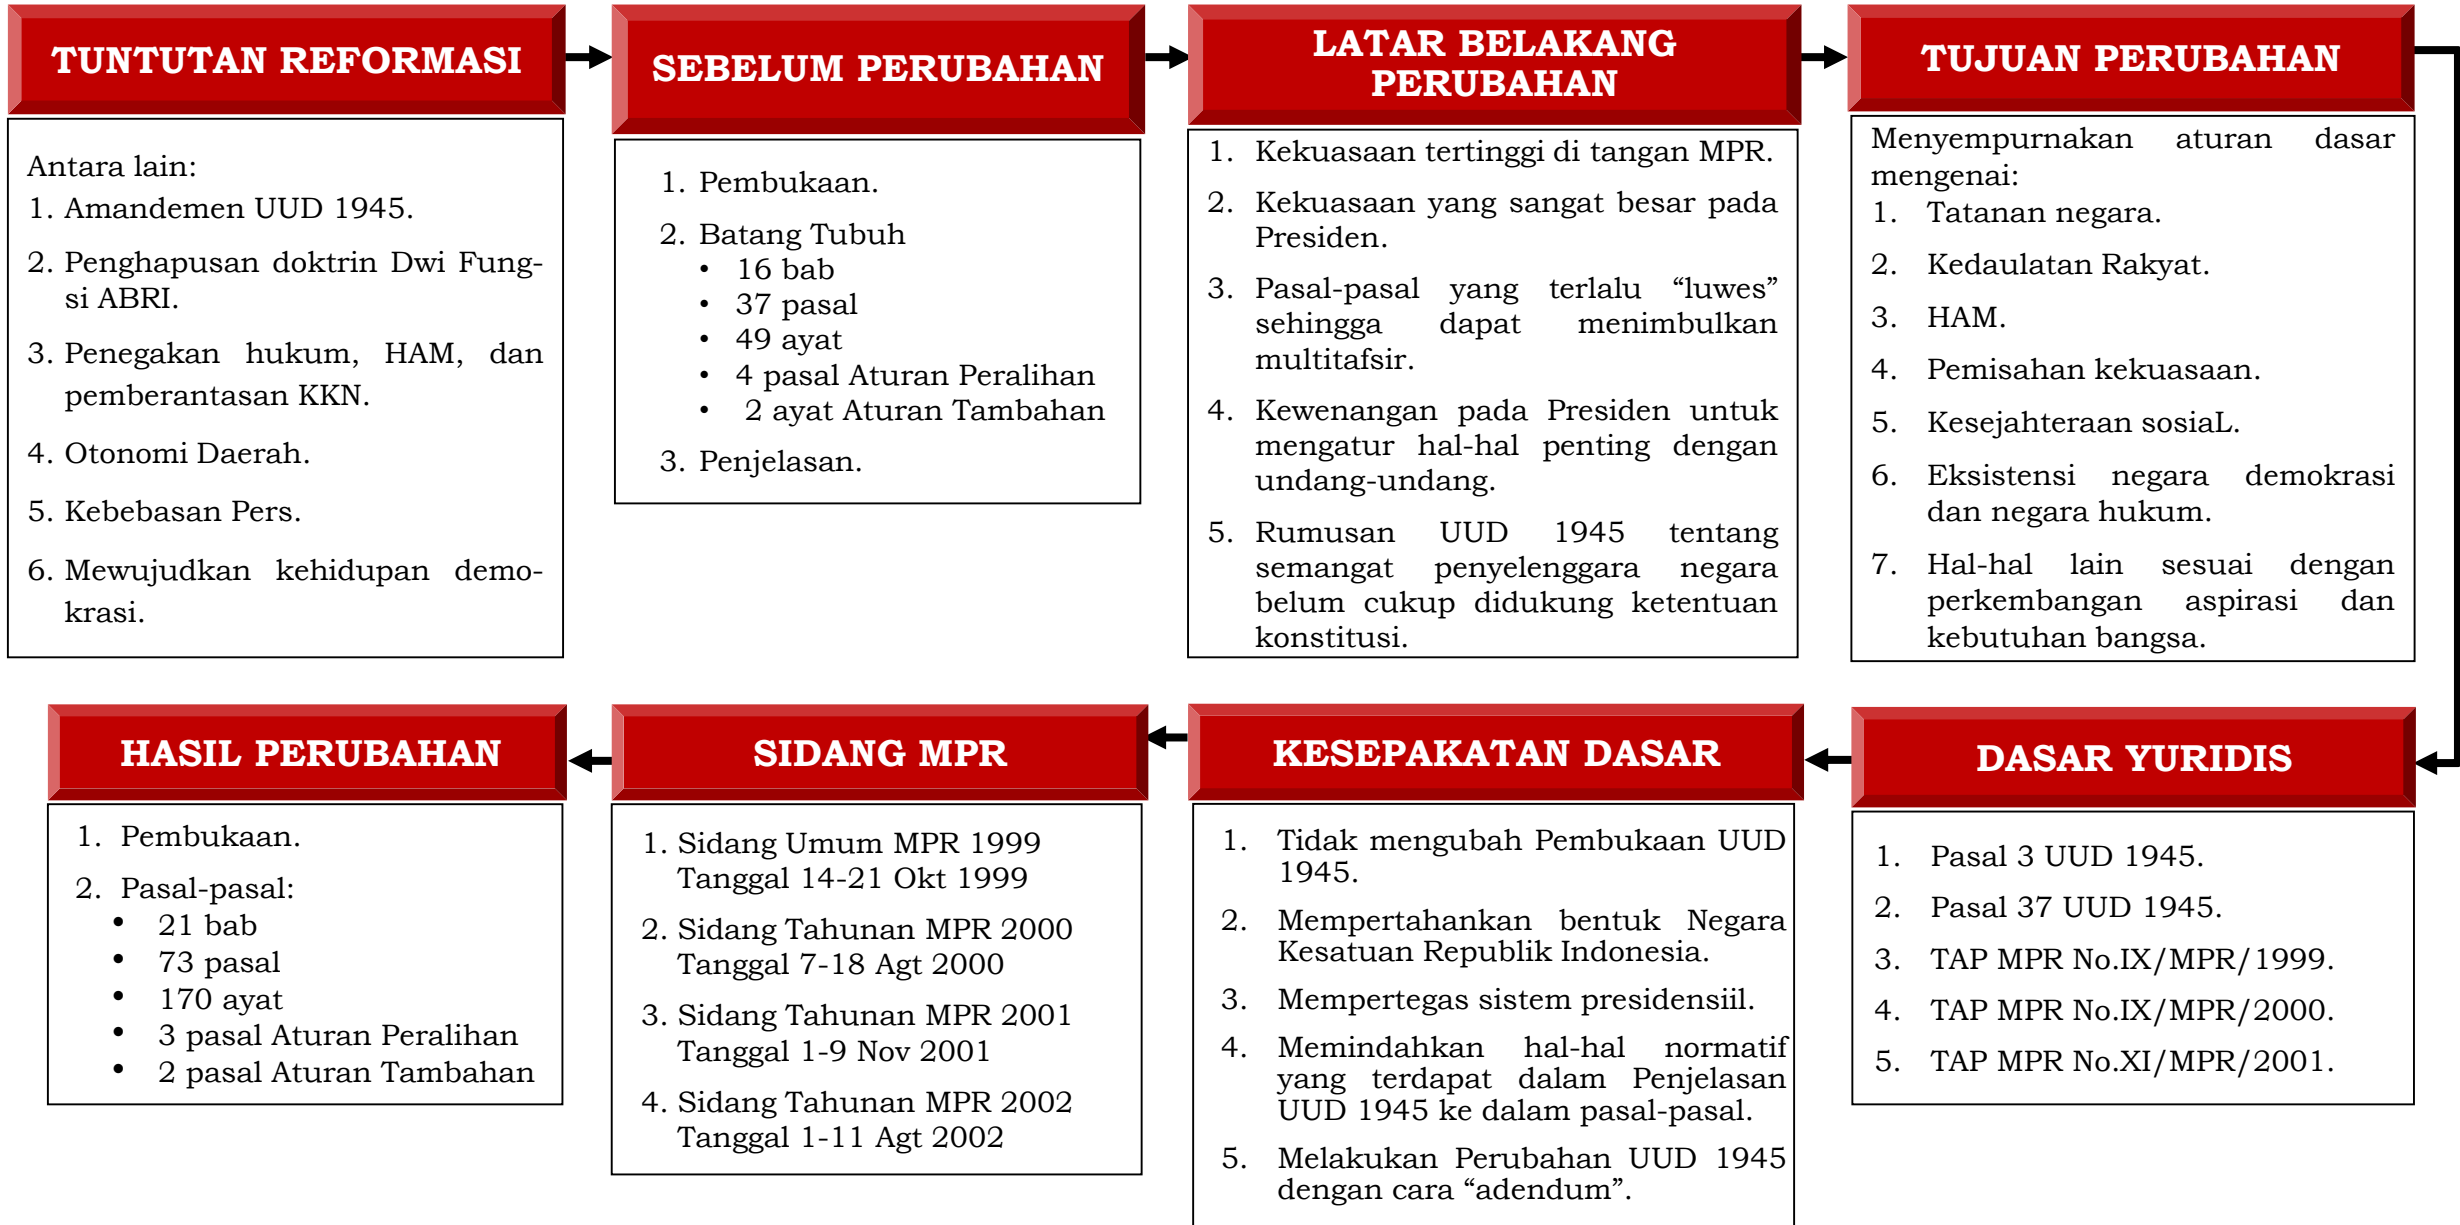 TUNTUTAN REFORMASI
Antara lain:
1. Amandemen UUD 1945.
2. Penghapusan doktrin Dwi Fung-
si ABRI.
3. Penegakan hukum, HAM, dan
pemberantasan KKN.
4. Otonomi Daerah.
5. Kebebasan Pers.
6. Mewujudkan kehidupan demo-
krasi.
SEBELUM PERUBAHAN
1. Pembukaan.
2. Batang Tubuh
• 16 bab
• 37 pasal
• 49 ayat
• 4 pasal Aturan Peralihan
• 2 ayat Aturan Tambahan
3. Penjelasan.
LATAR BELAKANG
PERUBAHAN
1. Kekuasaan tertinggi di tangan MPR.
2. Kekuasaan yang sangat besar pada
Presiden.
3. Pasal-pasal yang terlalu “luwes”
sehingga dapat menimbulkan
multitafsir.
4. Kewenangan pada Presiden untuk
mengatur hal-hal penting dengan
undang-undang.
5. Rumusan UUD 1945 tentang
semangat penyelenggara negara
belum cukup didukung ketentuan
konstitusi.
TUJUAN PERUBAHAN
Menyempurnakan aturan dasar
mengenai:
1. Tatanan negara.
2. Kedaulatan Rakyat.
3. HAM.
4. Pemisahan kekuasaan.
5. Kesejahteraan sosiaL.
6. Eksistensi negara demokrasi
dan negara hukum.
7. Hal-hal lain sesuai dengan
perkembangan aspirasi dan
kebutuhan bangsa.
DASAR YURIDIS
1. Pasal 3 UUD 1945.
2. Pasal 37 UUD 1945.
3. TAP MPR No.IX/MPR/1999.
4. TAP MPR No.IX/MPR/2000.
5. TAP MPR No.XI/MPR/2001.
KESEPAKATAN DASAR
1. Tidak mengubah Pembukaan UUD
1945.
2. Mempertahankan bentuk Negara
Kesatuan Republik Indonesia.
3. Mempertegas sistem presidensiil.
4. Memindahkan hal-hal normatif
yang terdapat dalam Penjelasan
UUD 1945 ke dalam pasal-pasal.
5. Melakukan Perubahan UUD 1945
dengan cara “adendum”.
SIDANG MPR
1. Sidang Umum MPR 1999
Tanggal 14-21 Okt 1999
2. Sidang Tahunan MPR 2000
Tanggal 7-18 Agt 2000
3. Sidang Tahunan MPR 2001
Tanggal 1-9 Nov 2001
4. Sidang Tahunan MPR 2002
Tanggal 1-11 Agt 2002
HASIL PERUBAHAN
1. Pembukaan.
2. Pasal-pasal:
• 21 bab
• 73 pasal
• 170 ayat
• 3 pasal Aturan Peralihan
• 2 pasal Aturan Tambahan